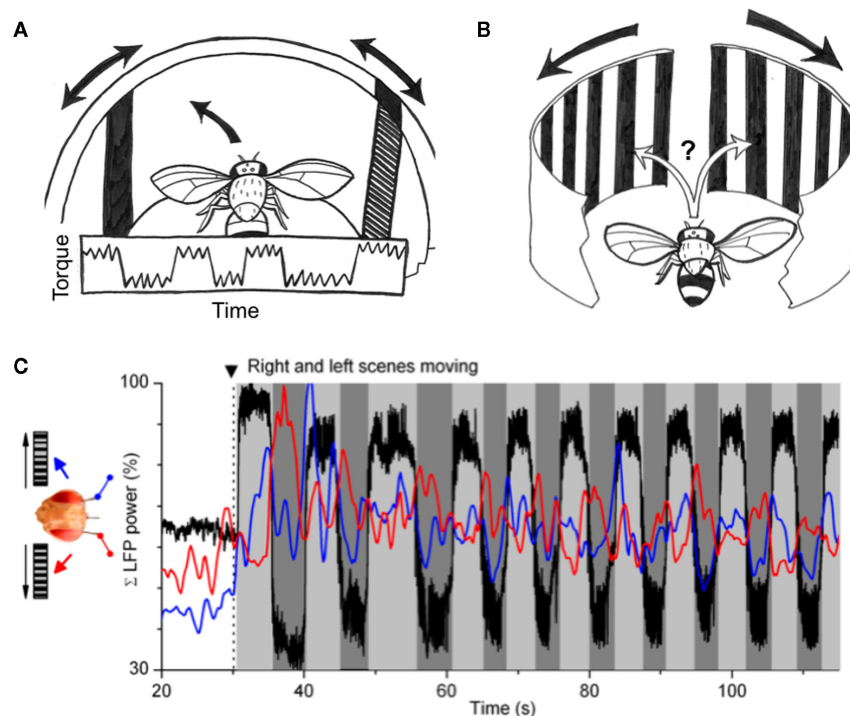 A
B
Torque
Time
?
C
Right and left scenes moving
100
Σ LFP power (%)
30
20
40
60
80
100
Time (s)